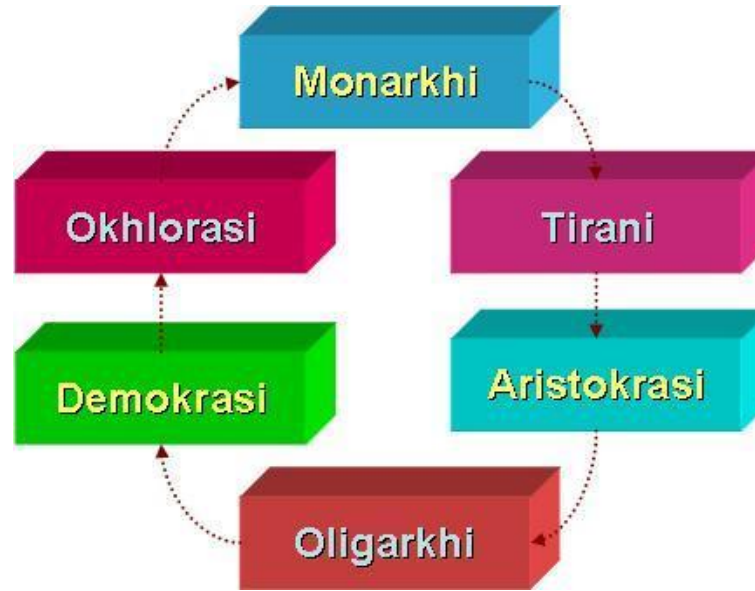 Monarkhi
Tirani
Aristokrasi
Oligarkhi
Demokrasi
Okhlorasi